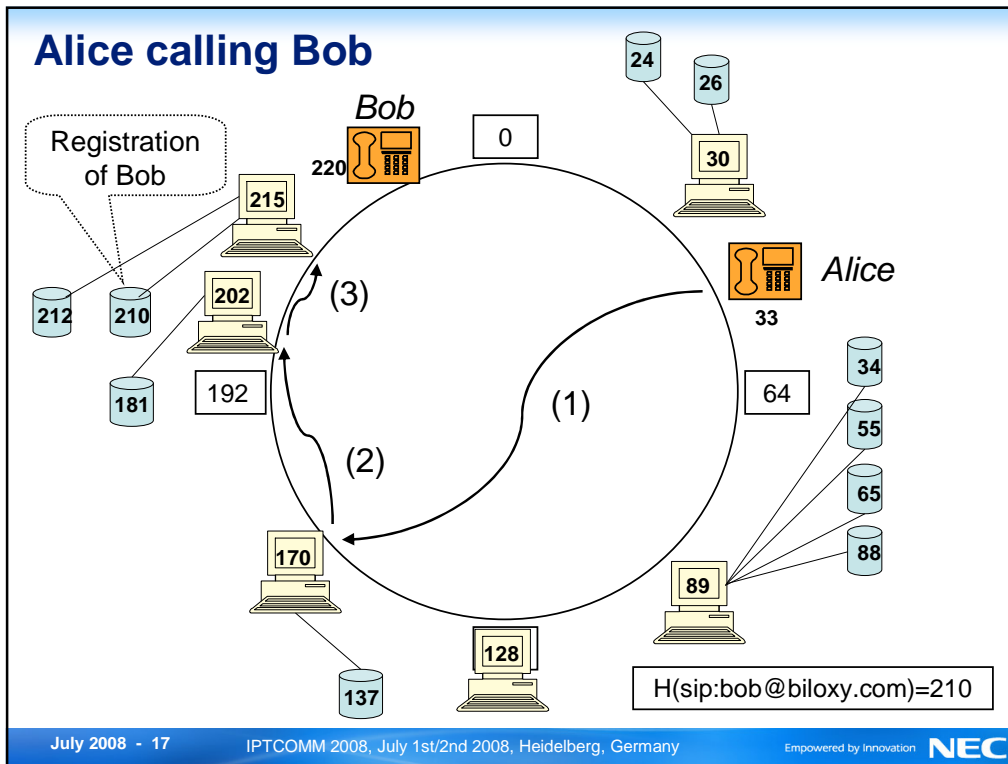 Alice calling Bob
24
26
Bob
0
Registration
of Bob
30
220
215
Alice
202
(3)
33
212
210
34
181
192
(1)
64
55
(2)
65
88
170
89
128
137
H(sip:bob@biloxy.com)=210
July 2008 - 17
IPTCOMM 2008, July 1st/2nd 2008, Heidelberg, Germany
Empowered by Innovation
NEC